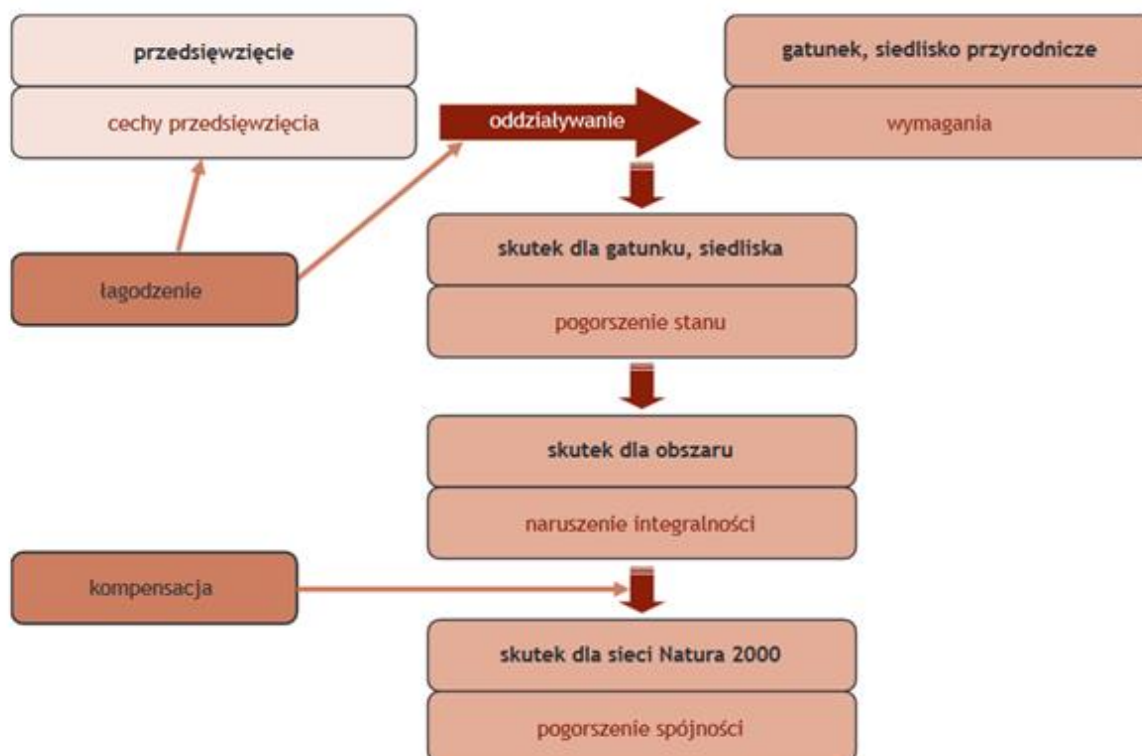 przedsięwzięcie
cechy przedsięwzięcia
oddziaływanie
gatunek, siedlisko przyrodnicze
wymagania
skutek dla gatunku, siedliska
pogorszenie stanu
łagodzenie
skutek dla obszaru
naruszenie integralności
kompensacja
skutek dla sieci Natura 2000
pogorszenie spójności